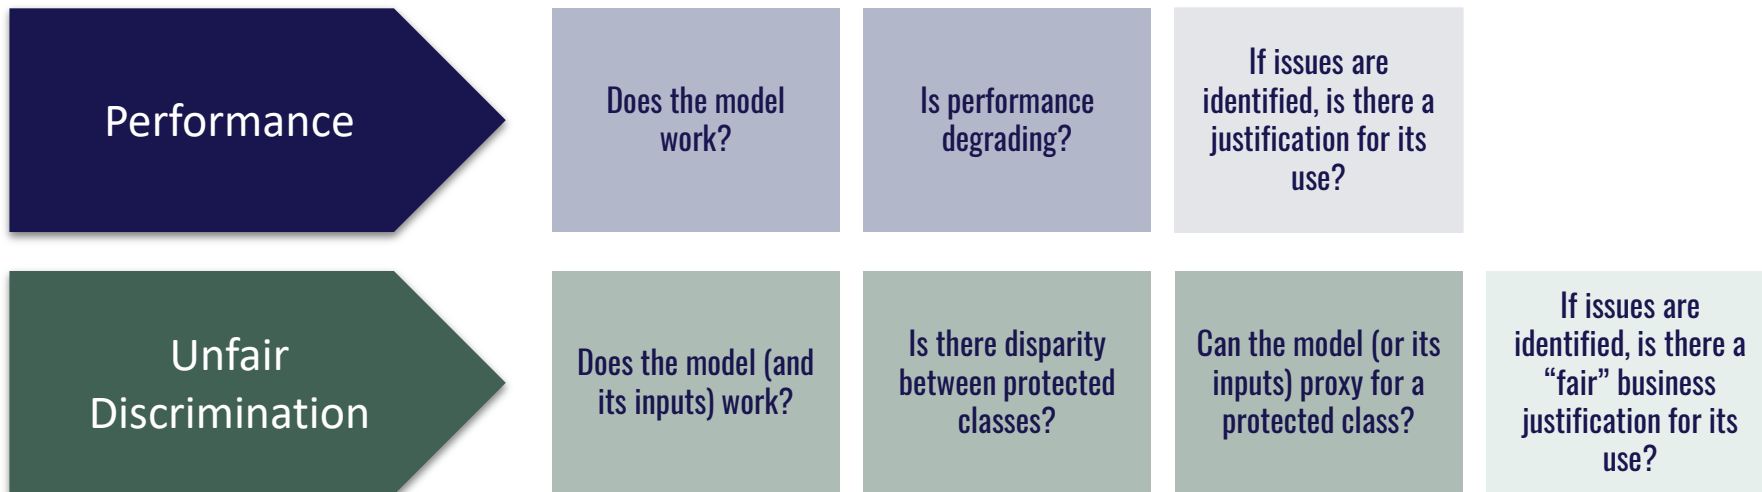 Performance
Does the model
work?
Is performance
degrading?
If issues are
identified, is there a
justification for its
use?
Unfair
Discrimination
Does the model (and
its inputs) work?
Is there disparity
between protected
classes?
Can the model (or its
inputs) proxy for a
protected class?
If issues are
identified, is there a
“fair” business
justification for its
use?